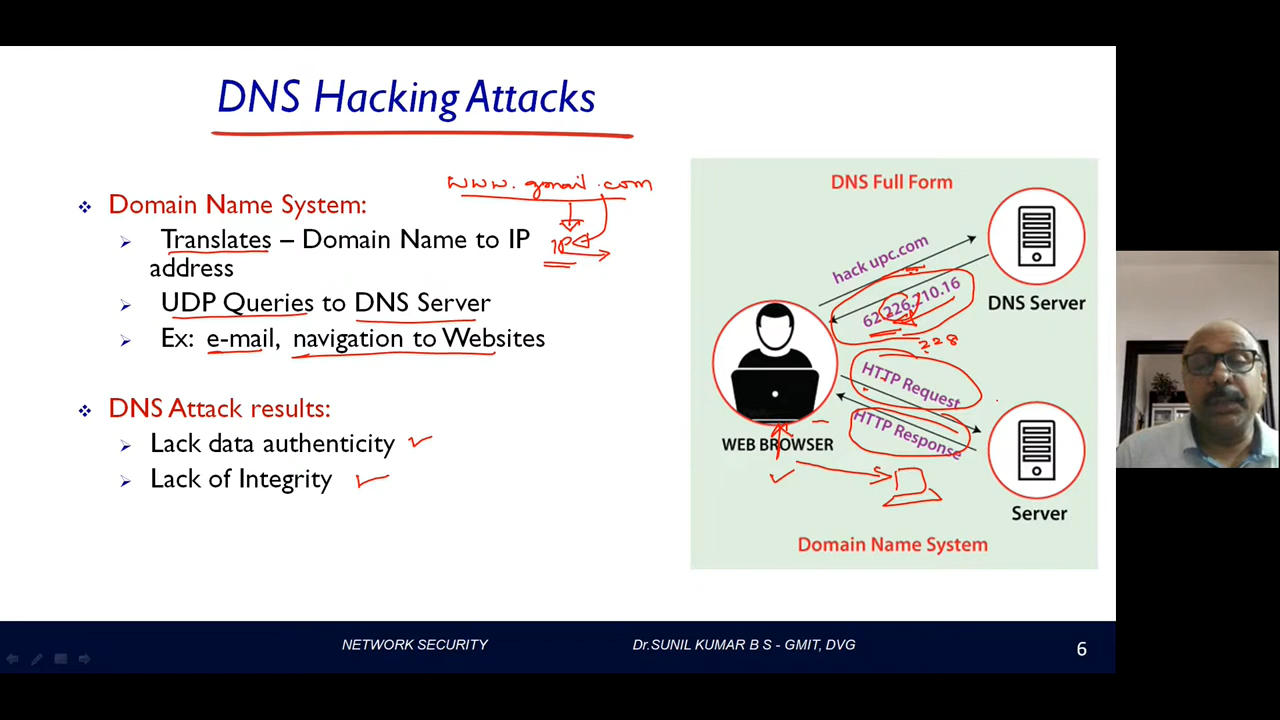 DNS Hacking Attacks
www.gmail.com
Domain Name System:
Translates – Domain Name to IP
address
IP
UDP Queries to DNS Server
Ex: e-mail, navigation to Websites
DNS Attack results:
Lack data authenticity
Lack of Integrity
DNS Full Form
hack upc.com
62.226.210.16
228
DNS Server
HTTP Request
HTTP Response
WEB BROWSER
Server
Domain Name System
NETWORK SECURITY
Dr.SUNIL KUMAR B S - GMIT, DVG
6